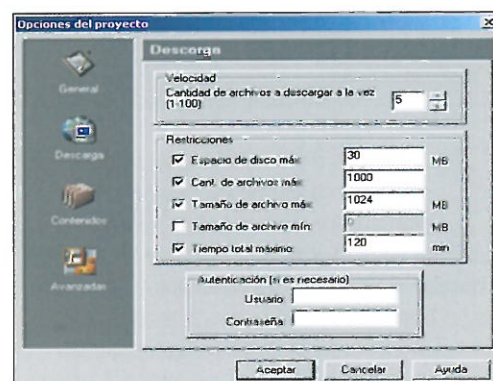 Opciones del proyecto
General
Descarga
Contenidos
Avanzadas
Descarga
Velocidad
Cantidad de archivos a descargar a la vez
(1-100)
5
Restricciones
Espacio de disco máx: 30 MB
Cant. de archivos máx: 1000
Tamaño de archivo máx: 1024 MB
Tamaño de archivo mín: 0 MB
Tiempo total máximo: 120 min
Autenticación (si es necesario)
Usuario:
Contraseña:
Aceptar Cancelar Ayuda